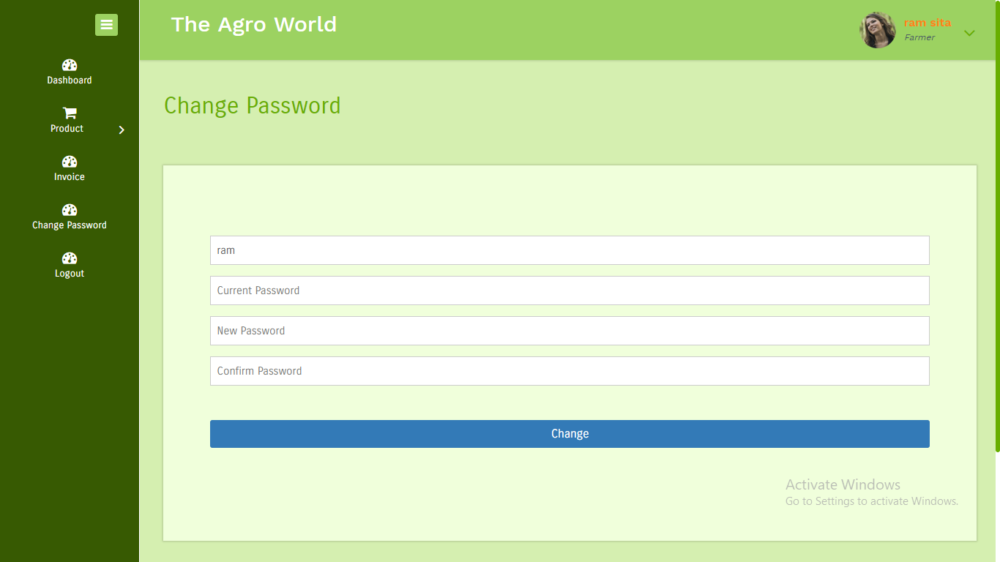 The Agro World
ram sita
Farmer
Dashboard
Product
Invoice
Change Password
Logout
Change Password
ram
Current Password
New Password
Confirm Password
Change
Activate Windows
Go to Settings to activate Windows.